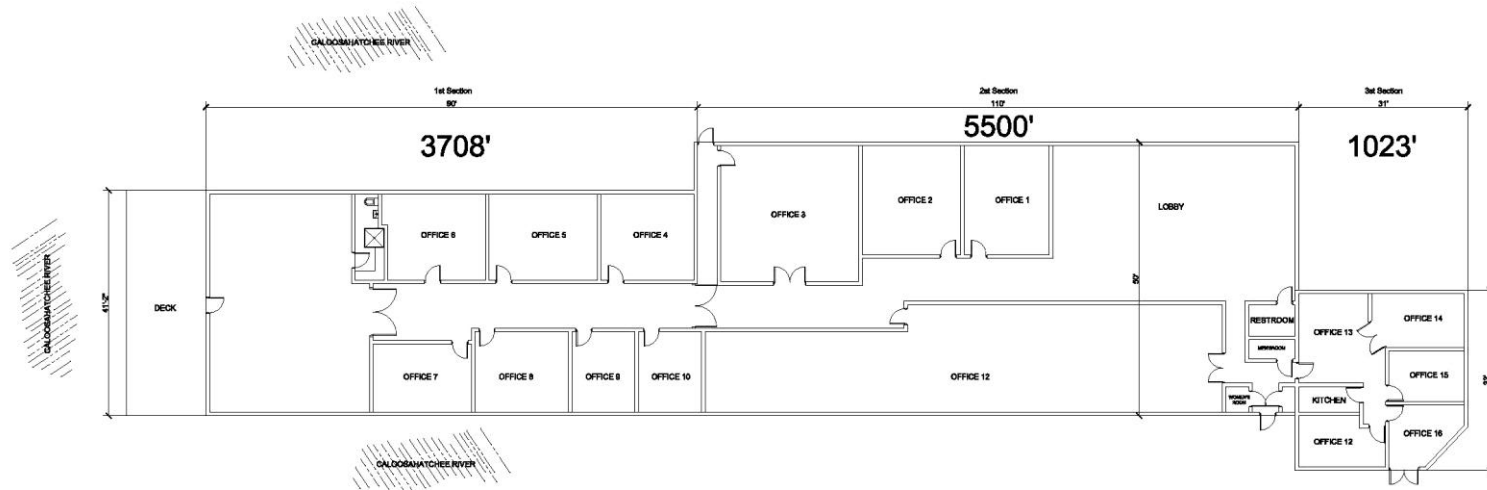 CALOOSAHATCHEE RIVER
1st Section
90'
2st Section
110'
3st Section
31'
3708'
5500'
1023'
OFFICE 6
OFFICE 5
OFFICE 4
OFFICE 3
OFFICE 2
OFFICE 1
LOBBY
CALOOSAHATCHEE RIVER
41'-2"
DECK
50'
RESTROOM
OFFICE 13
OFFICE 14
OFFICE 7
OFFICE 8
OFFICE 9
OFFICE 10
OFFICE 12
OFFICE 15
WOMEN'S
ROOM
KITCHEN
OFFICE 12
OFFICE 16
CALOOSAHATCHEE RIVER